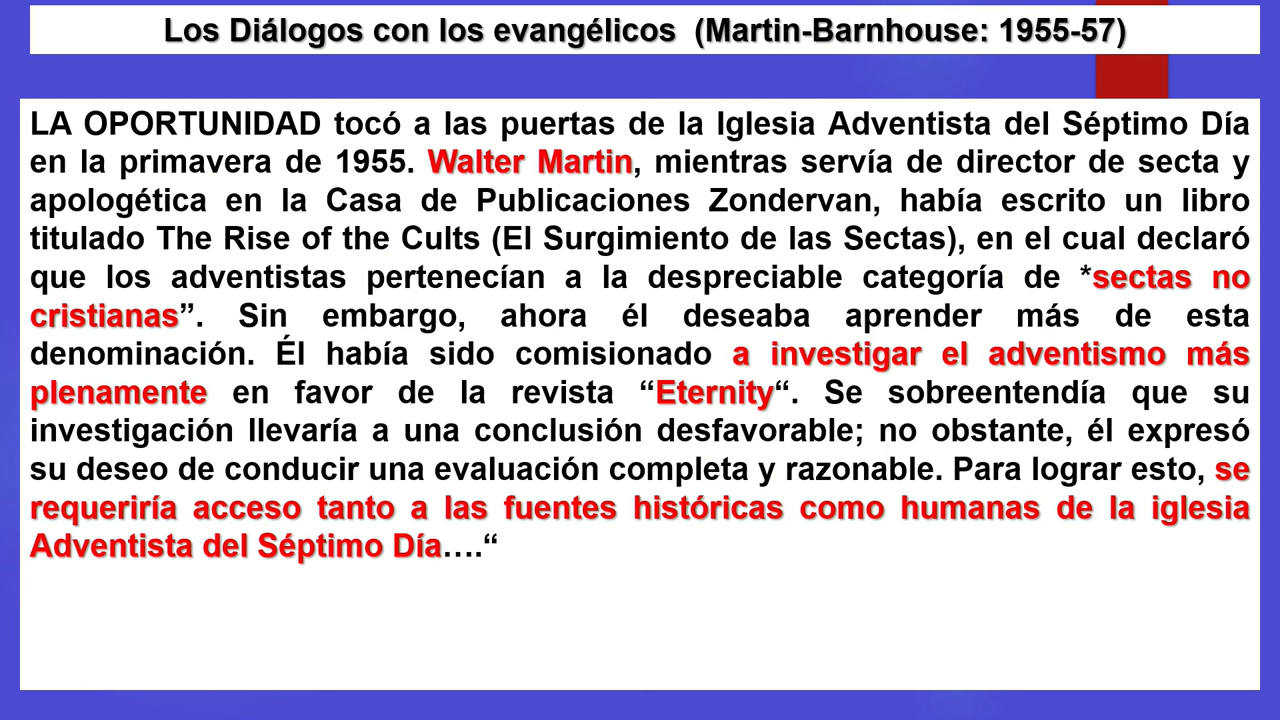 Los Diálogos con los evangélicos (Martin-Barnhouse: 1955-57)
LA OPORTUNIDAD tocó a las puertas de la Iglesia Adventista del Séptimo Día
en la primavera de 1955. Walter Martin, mientras servía de director de secta y
apologética en la Casa de Publicaciones Zondervan, había escrito un libro
titulado The Rise of the Cults (El Surgimiento de las Sectas), en el cual declaró
que los adventistas pertenecían a la despreciable categoría de *sectas no
cristianas”. Sin embargo, ahora él deseaba aprender más de esta
denominación. Él había sido comisionado a investigar el adventismo más
plenamente en favor de la revista “Eternity“. Se sobreentendía que su
investigación llevaría a una conclusión desfavorable; no obstante, él expresó
su deseo de conducir una evaluación completa y razonable. Para lograr esto, se
requeriría acceso tanto a las fuentes históricas como humanas de la iglesia
Adventista del Séptimo Día….“